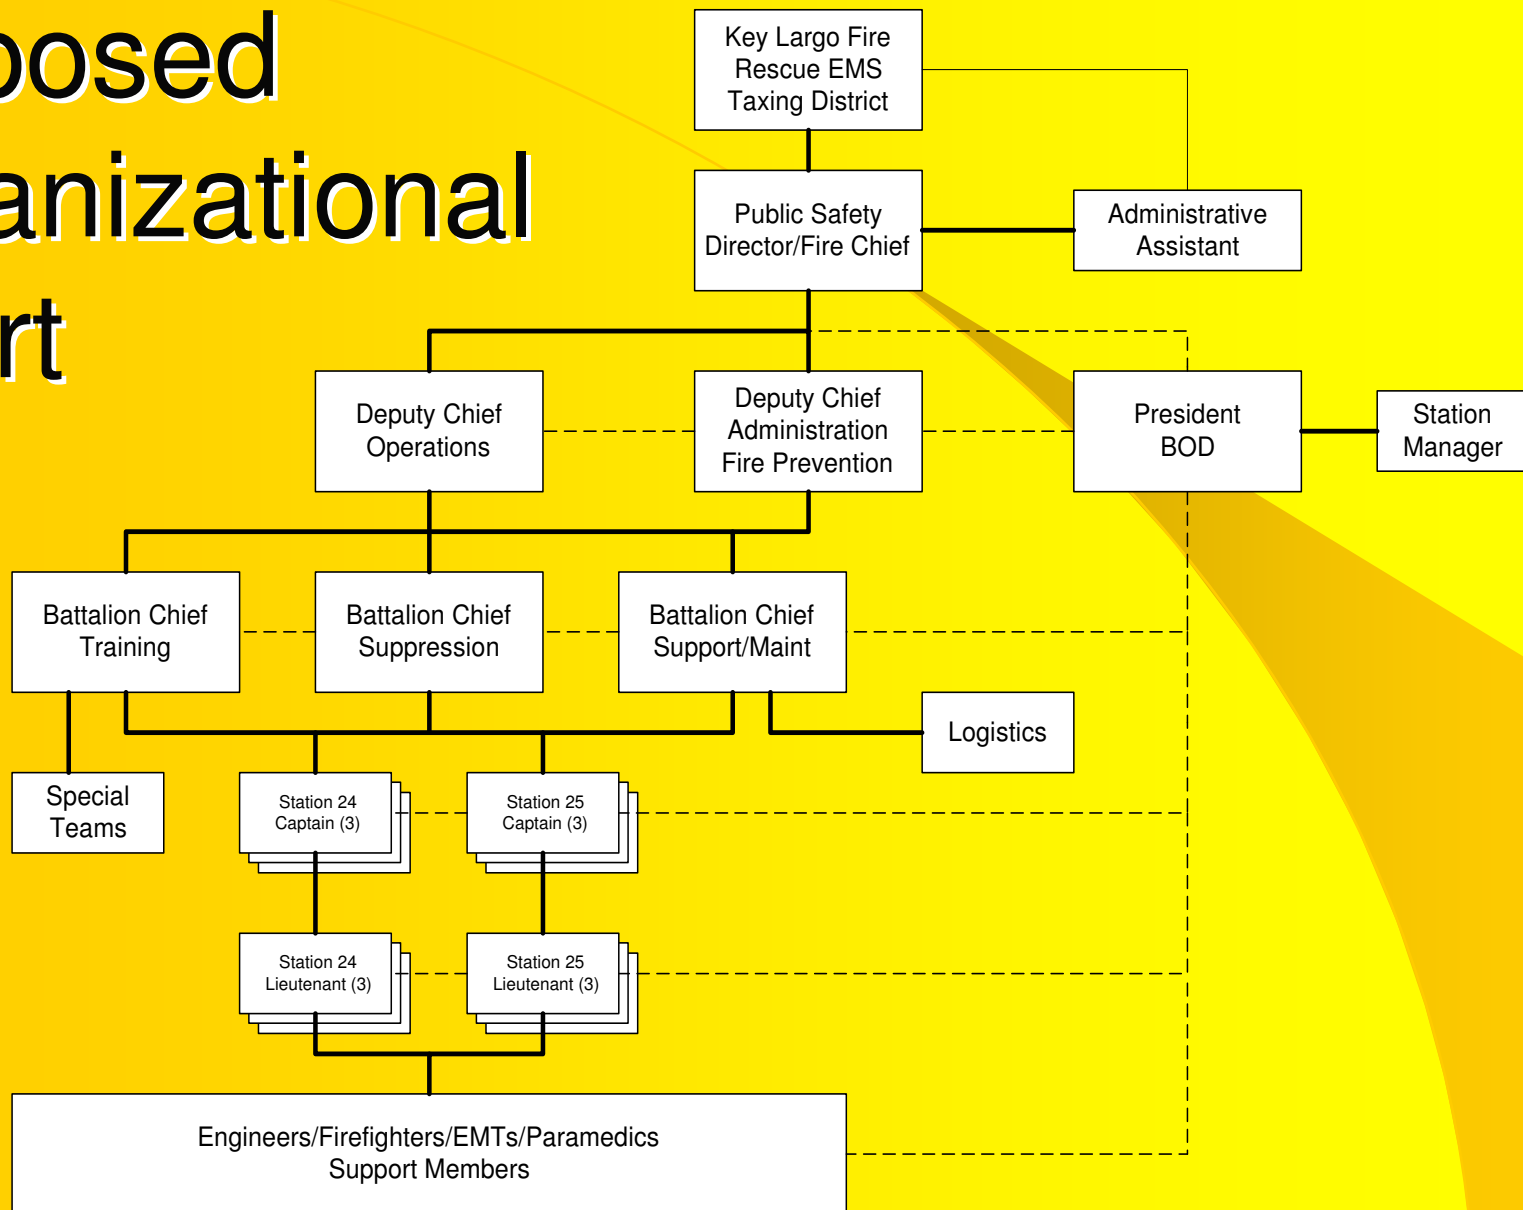 posed
anizational
rt
Key Largo Fire
Rescue EMS
Taxing District
Public Safety
Director/Fire Chief
Administrative
Assistant
Deputy Chief
Operations
Deputy Chief
Administration
Fire Prevention
President
BOD
Station
Manager
Battalion Chief
Training
Battalion Chief
Suppression
Battalion Chief
Support/Maint
Logistics
Special
Teams
Station 24
Captain (3)
Station 25
Captain (3)
Station 24
Lieutenant (3)
Station 25
Lieutenant (3)
Engineers/Firefighters/EMTs/Paramedics
Support Members